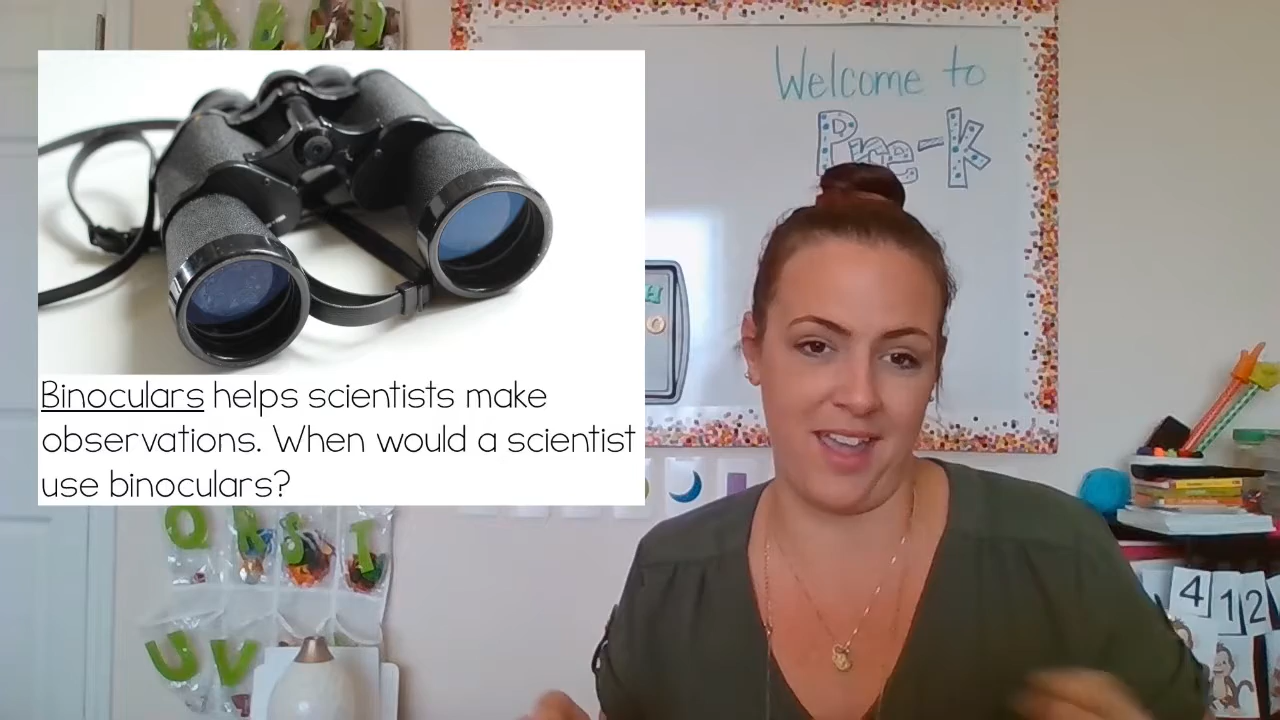 A B C D
Welcome to
Pre-K
Binoculars helps scientists make
observations. When would a scientist
use binoculars?
R S T
U V
4 1 2